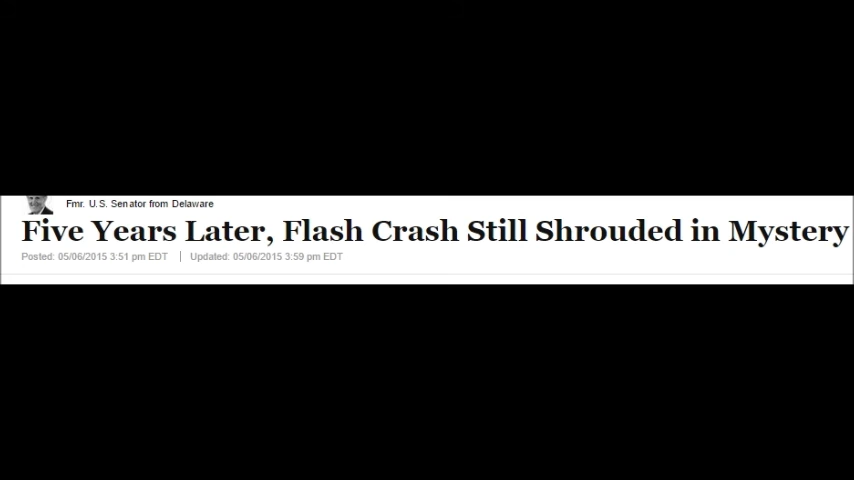 Fmr. U.S. Senator from Delaware
Five Years Later, Flash Crash Still Shrouded in Mystery
Posted: 05/06/2015 3:51 pm EDT | Updated: 05/06/2015 3:59 pm EDT